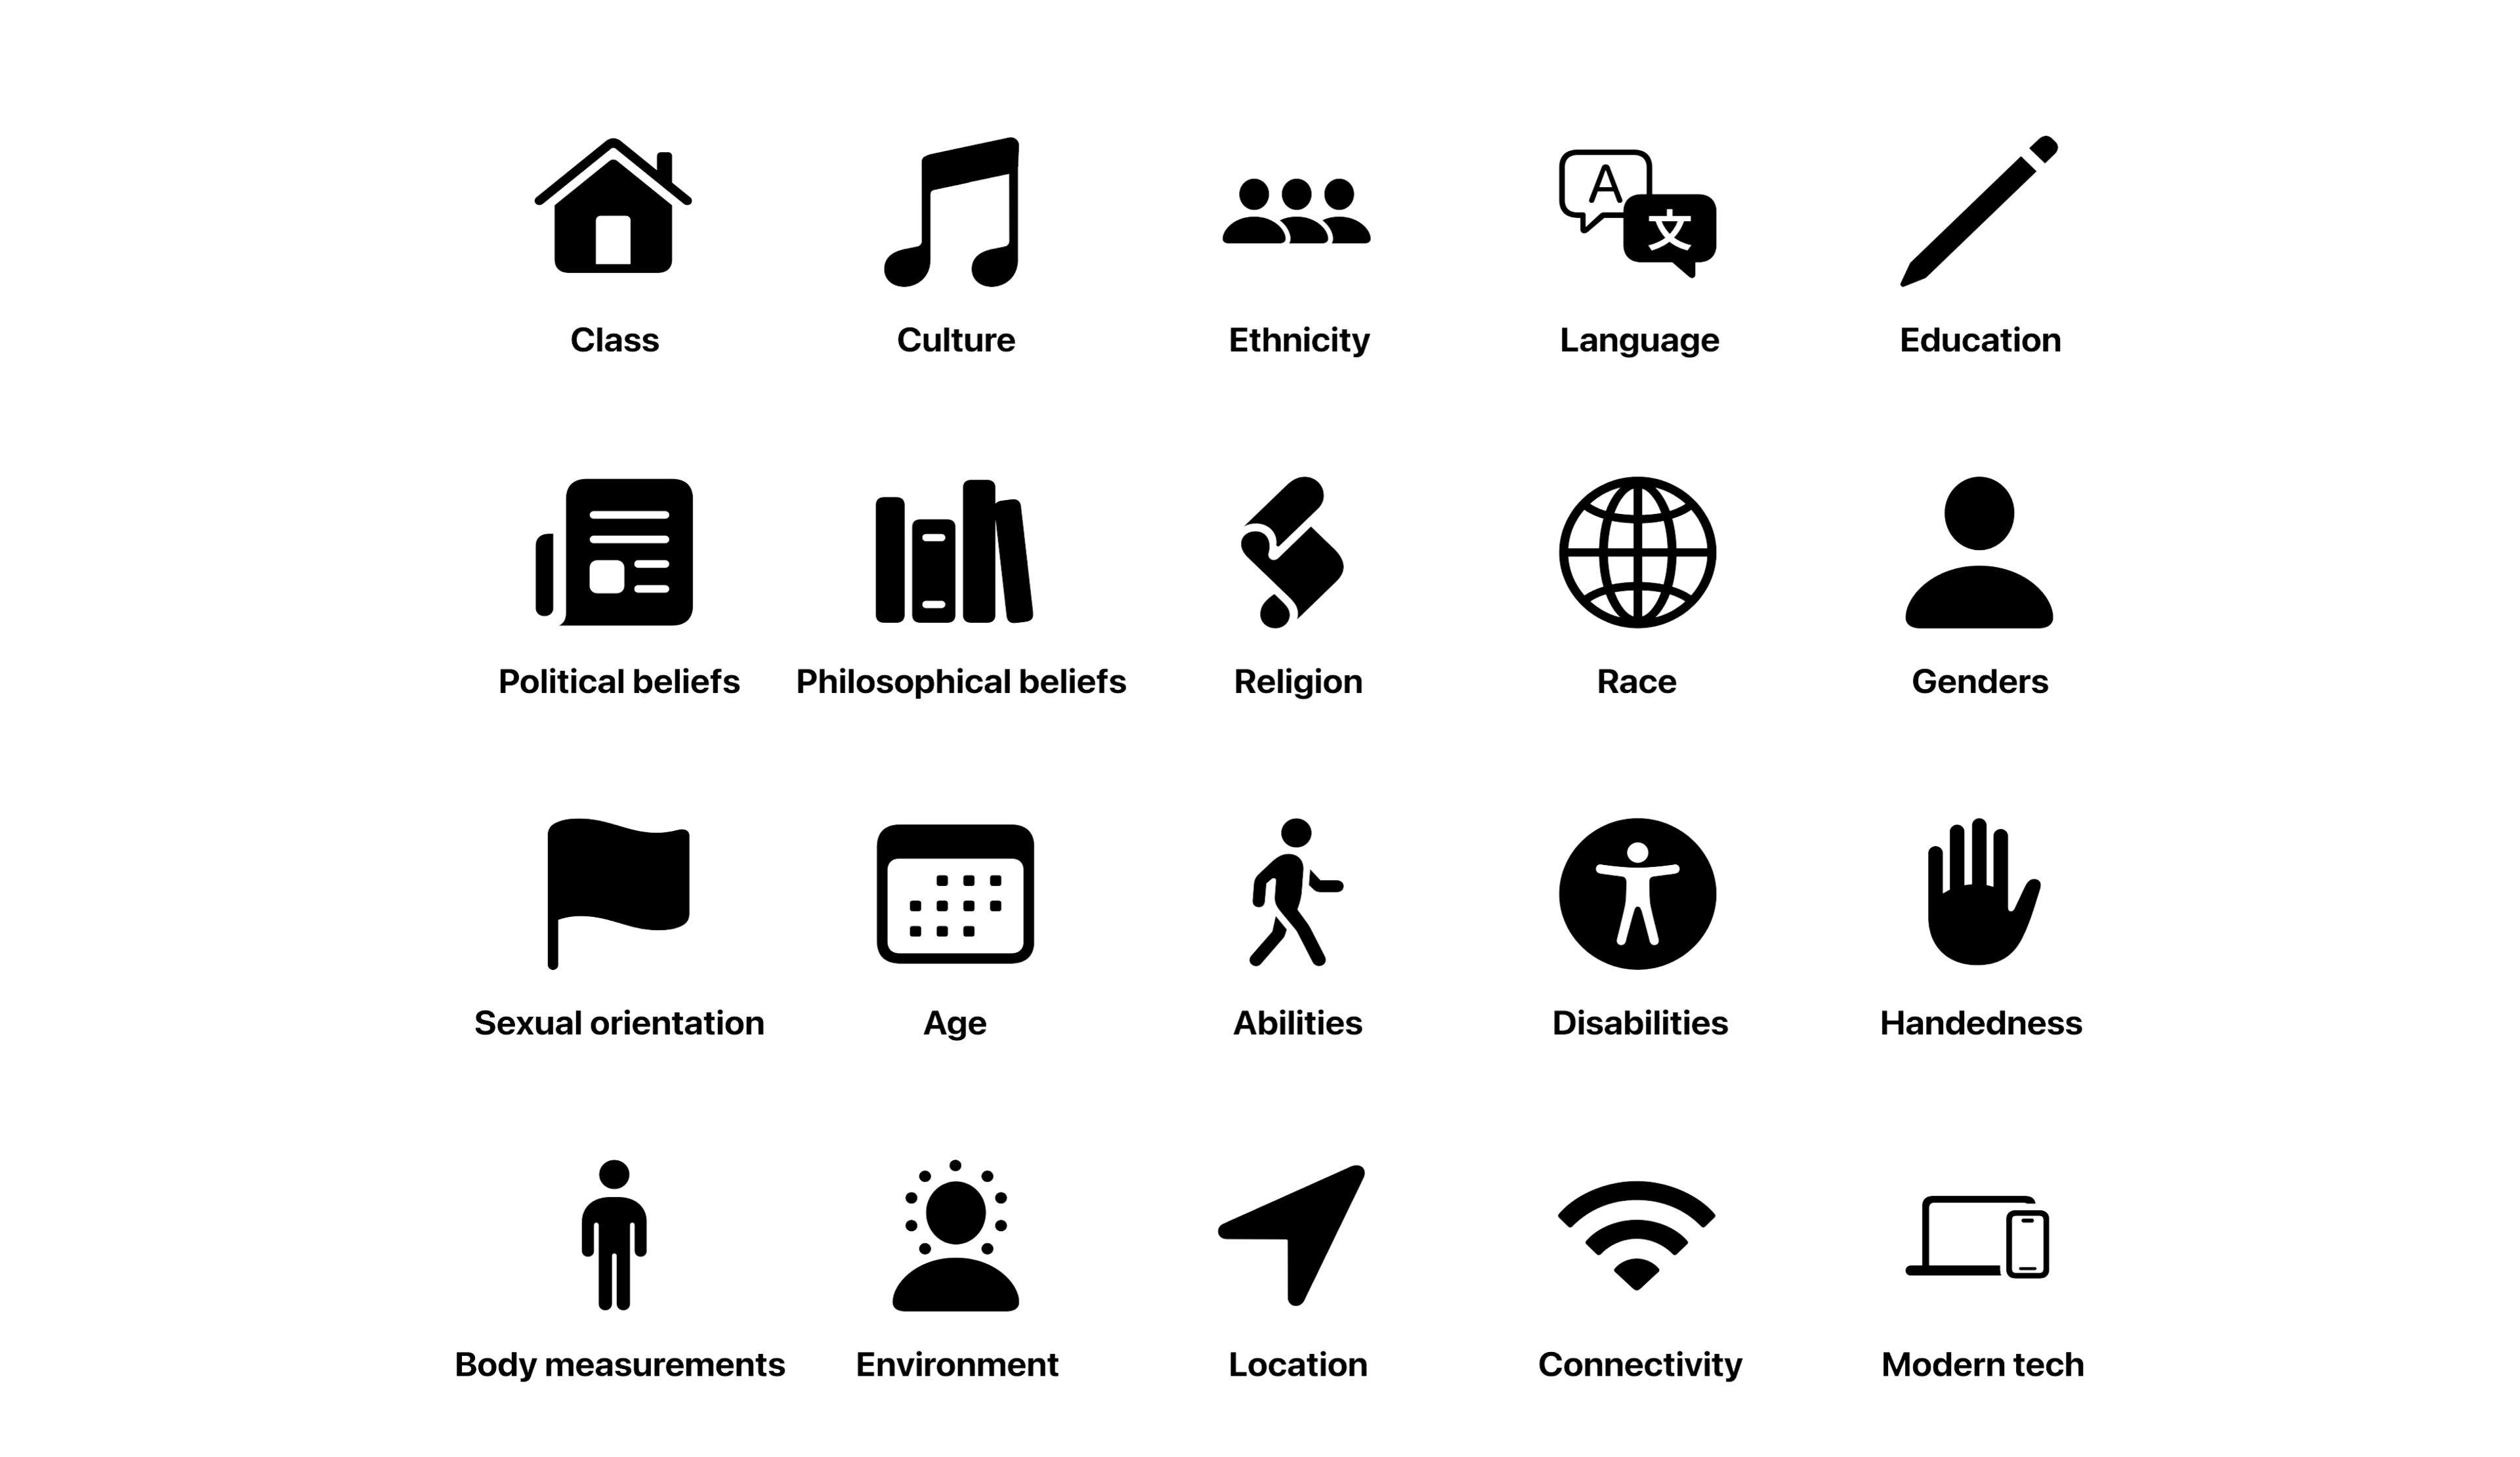 A
文
Class
Culture
Ethnicity
Language
Education
Political beliefs
Philosophical beliefs
Religion
Race
Genders
Sexual orientation
Age
Abilities
Disabilities
Handedness
Body measurements
Environment
Location
Connectivity
Modern tech